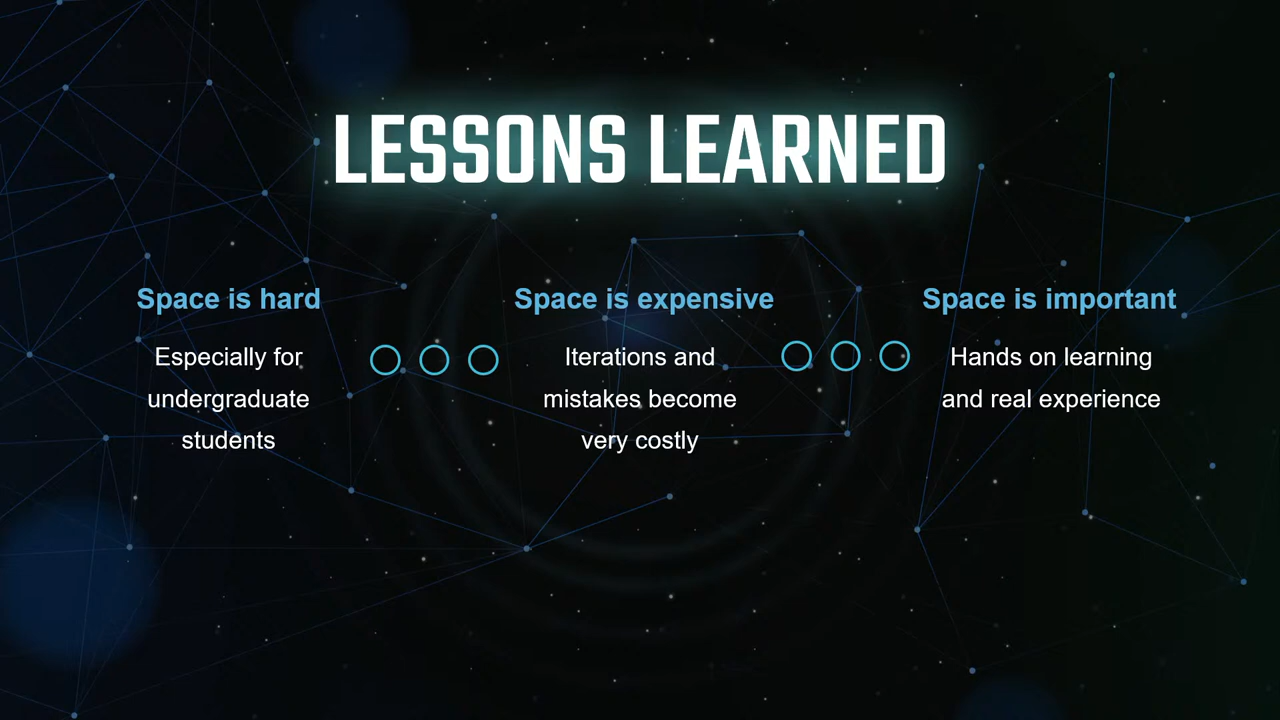 LESSONS LEARNED
Space is hard
Especially for
undergraduate
students
Space is expensive
Iterations and
mistakes become
very costly
Space is important
Hands on learning
and real experience